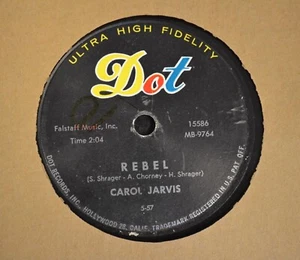 ULTRA HIGH FIDELITY
Dot
Falstaff Music, Inc.
Time 2:04
15586
MB-9764
REBEL
(S. Shrager - A. Chorney - H. Shrager)
CAROL JARVIS
5-57
DOT RECORDS, INC., HOLLYWOOD 28, CALIF. TRADEMARK REGISTERED IN U.S. PAT. OFF.